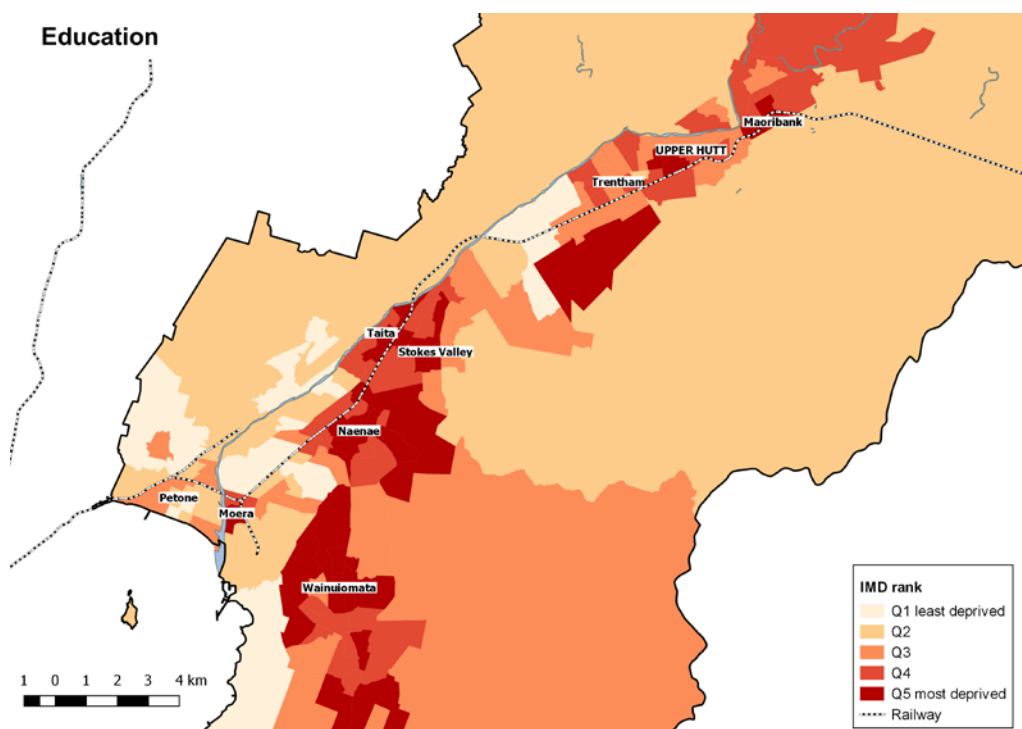 Education
Maoribank
UPPER HUTT
Trentham
Taita
Stokes Valley
Naenae
Petone
Moera
Wainuiomata
IMD rank
Q1 least deprived
Q2
Q3
Q4
Q5 most deprived
Railway
1 0 1 2 3 4 km